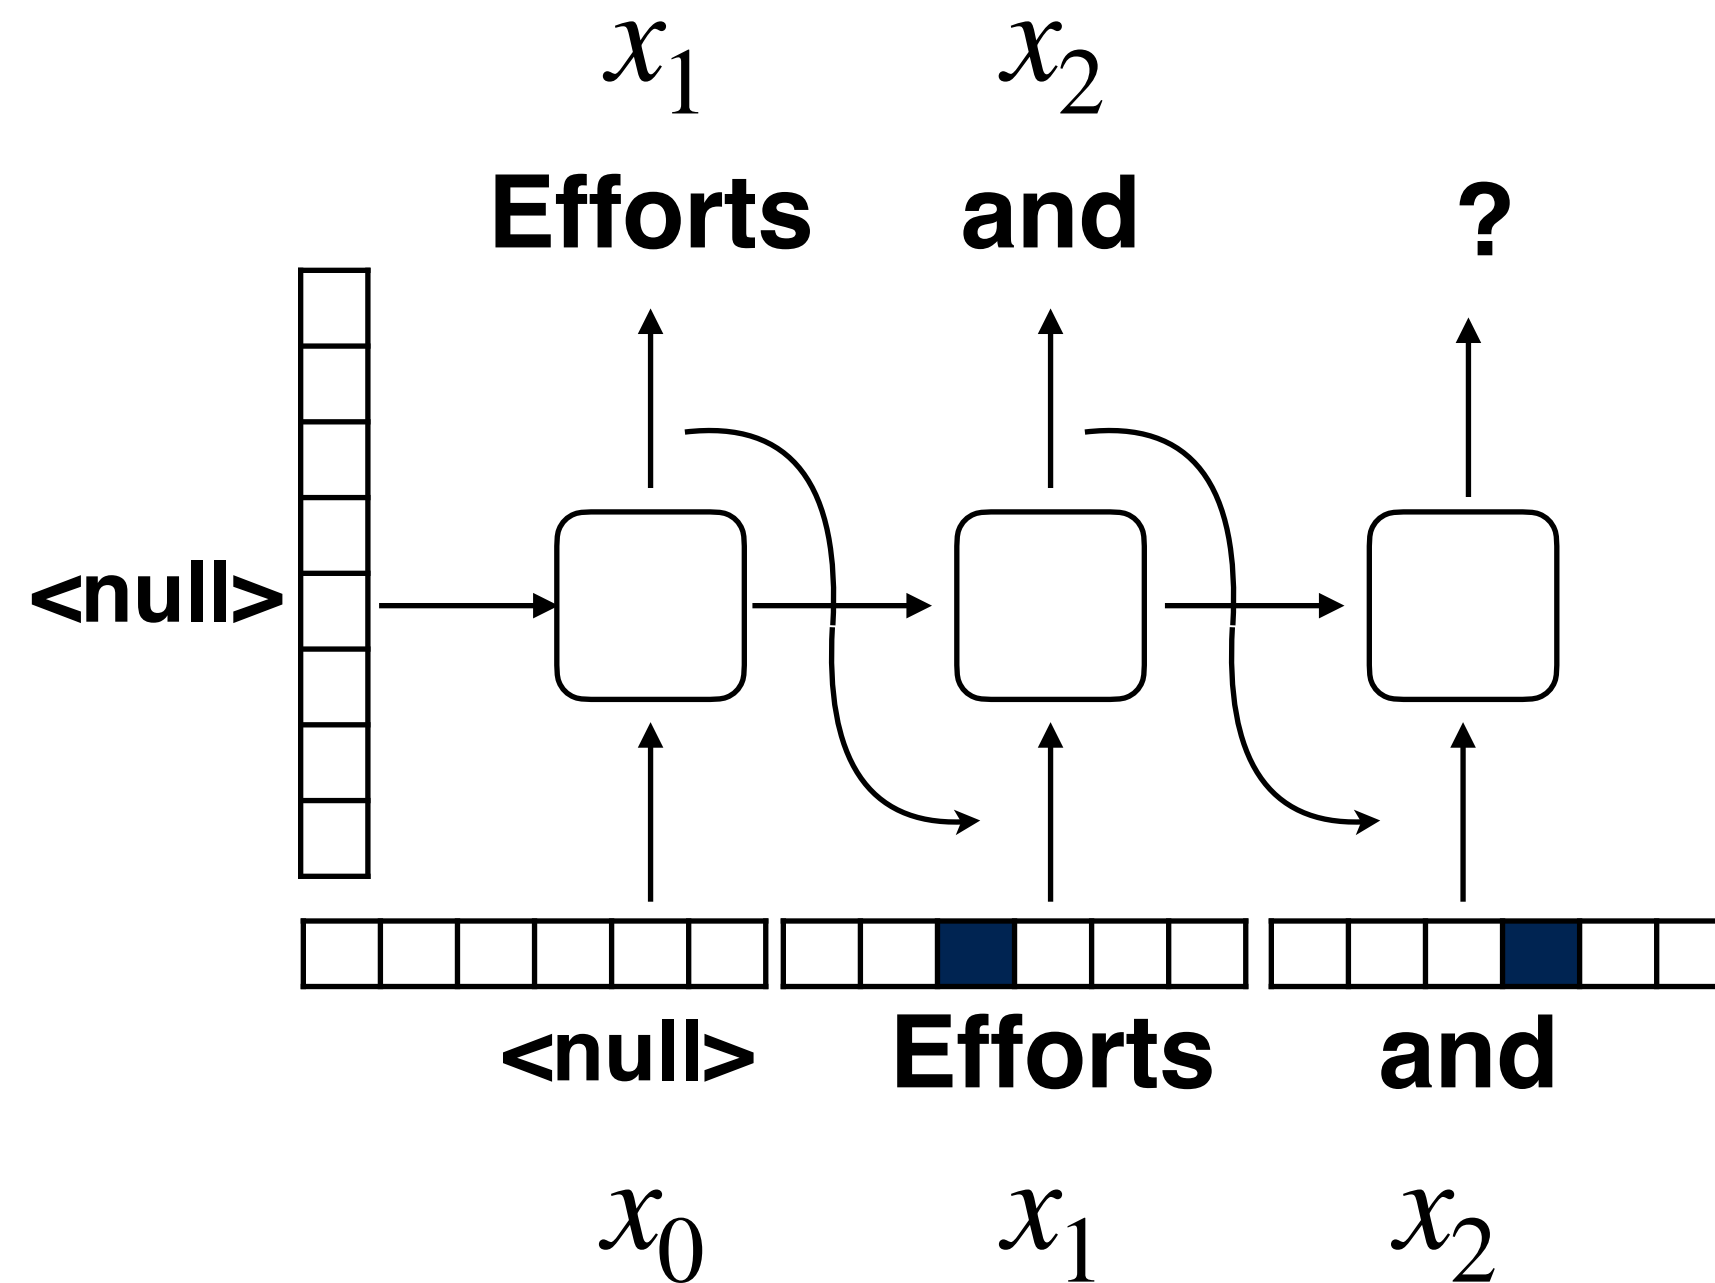 x₁ x₂
Efforts and ?
<null>
<null> Efforts and
x₀ x₁ x₂